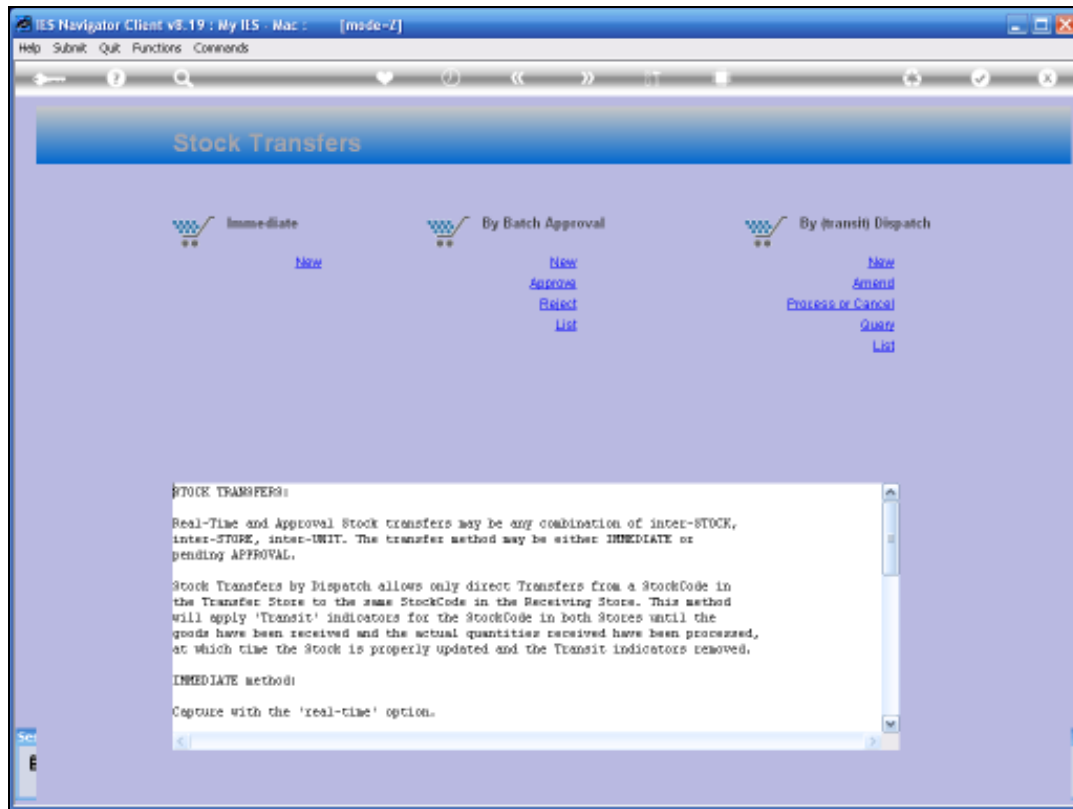 IES Navigator Client v8.19 : My IES - Mac : [mode=Z]
Help Submit Quit Functions Commands
Stock Transfers
Immediate
New
By Batch Approval
New
Approve
Reject
List
By (transit) Dispatch
New
Amend
Process or Cancel
Query
List
STOCK TRANSFERS:
Real-Time and Approval Stock transfers may be any combination of inter-STOCK,
inter-STORE, inter-UNIT. The transfer method may be either IMMEDIATE or
pending APPROVAL.
Stock Transfers by Dispatch allows only direct Transfers from a StockCode in
the Transfer Store to the same StockCode in the Receiving Store. This method
will apply 'Transit' indicators for the StockCode in both Stores until the
goods have been received and the actual quantities received have been processed,
at which time the Stock is properly updated and the Transit indicators removed.
IMMEDIATE method:
Capture with the 'real-time' option.